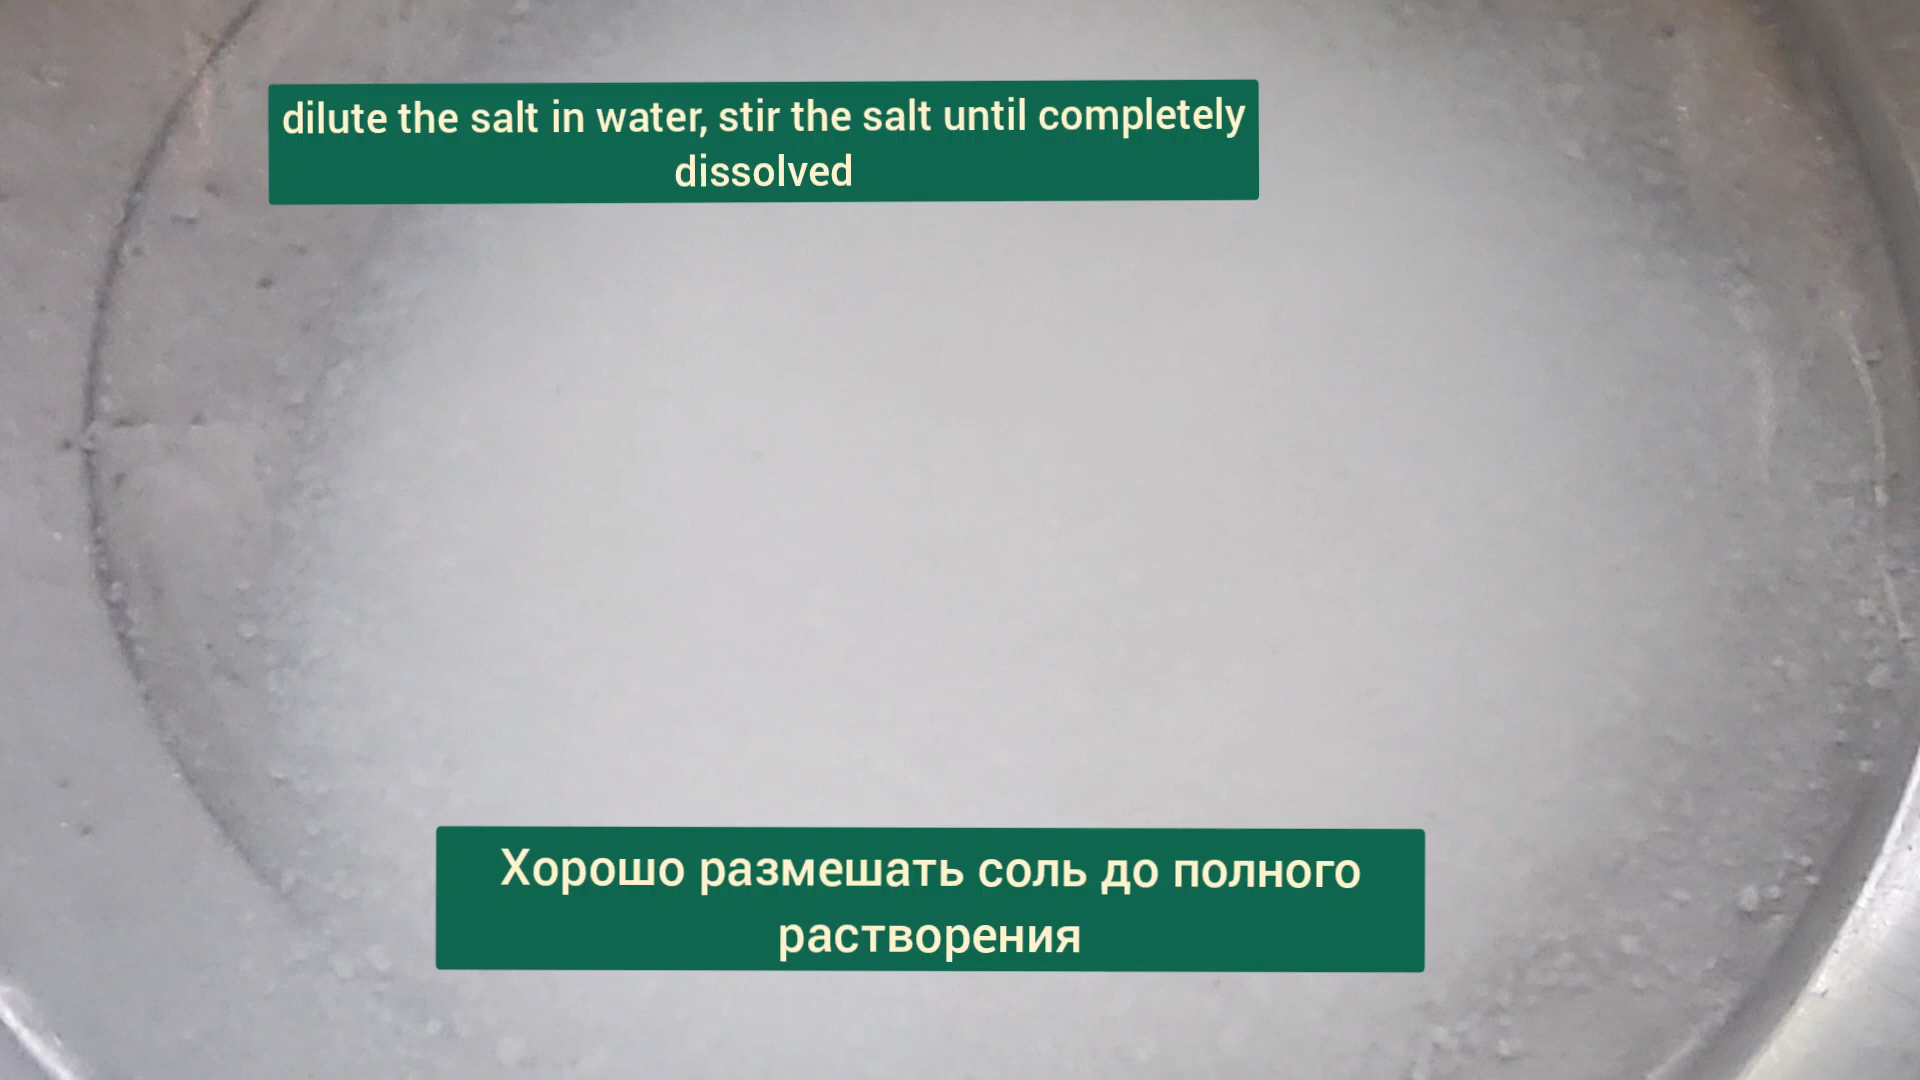 dilute the salt in water, stir the salt until completely
dissolved
Хорошо размешать соль до полного
растворения